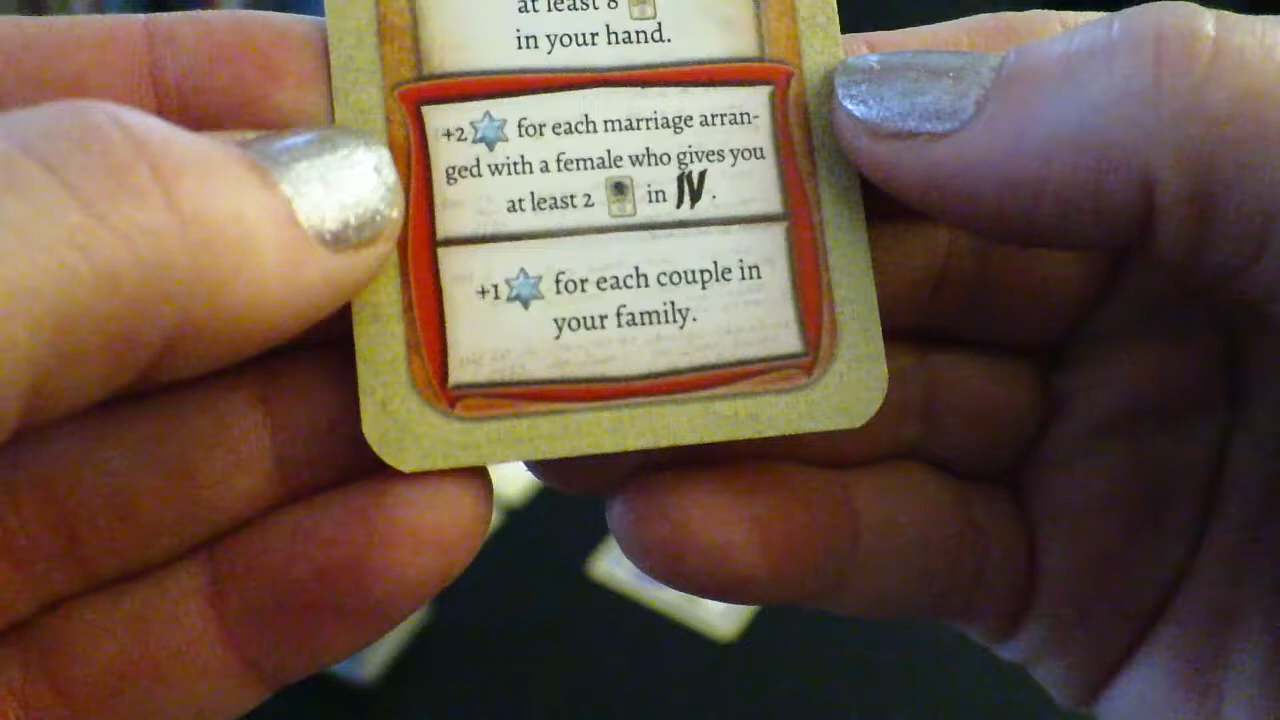 at least 8
in your hand.
+2 for each marriage arran-
ged with a female who gives you
at least 2 in IV.
+1 for each couple in
your family.